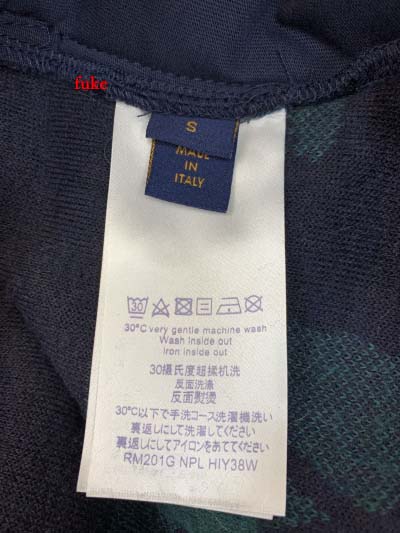 fuke
S
MADE
IN
ITALY
30
30°C very gentle machine wash
Wash inside out
Iron inside out
30摄氏度超揉机洗
反面洗涤
反面熨烫
30℃以下で手洗コース洗濯機洗い
裏返しにして洗濯してください
裏返しにしてアイロンをあててください
RM201G NPL HIY38W